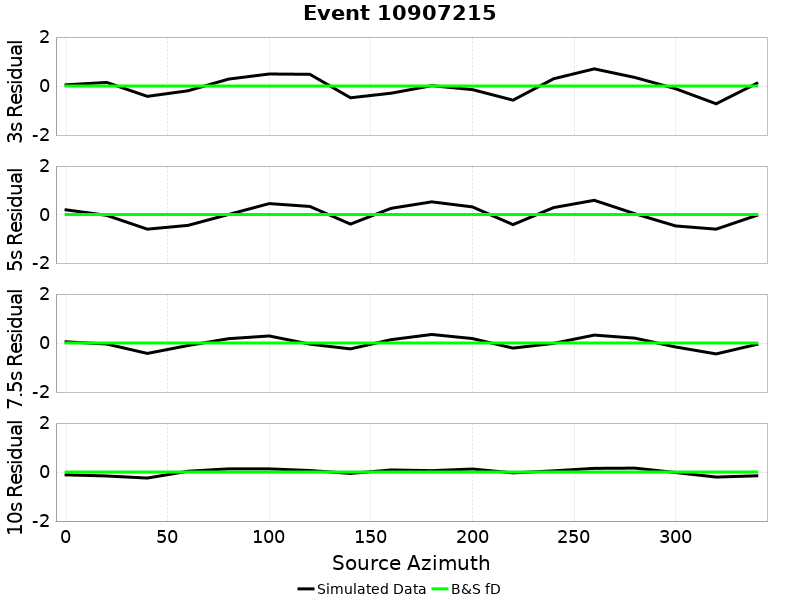 Event 10907215
3s Residual
2
0
-2
5s Residual
2
0
-2
7.5s Residual
2
0
-2
10s Residual
2
0
-2
0 50 100 150 200 250 300
Source Azimuth
Simulated Data B&S fD